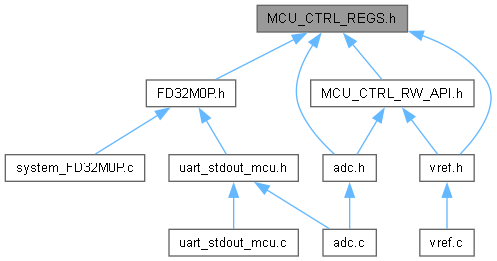 MCU_CTRL_REGS.h
FD32M0P.h
MCU_CTRL_RW_API.h
system_FD32M0P.c
uart_stdout_mcu.h
adc.h
vref.h
uart_stdout_mcu.c
adc.c
vref.c